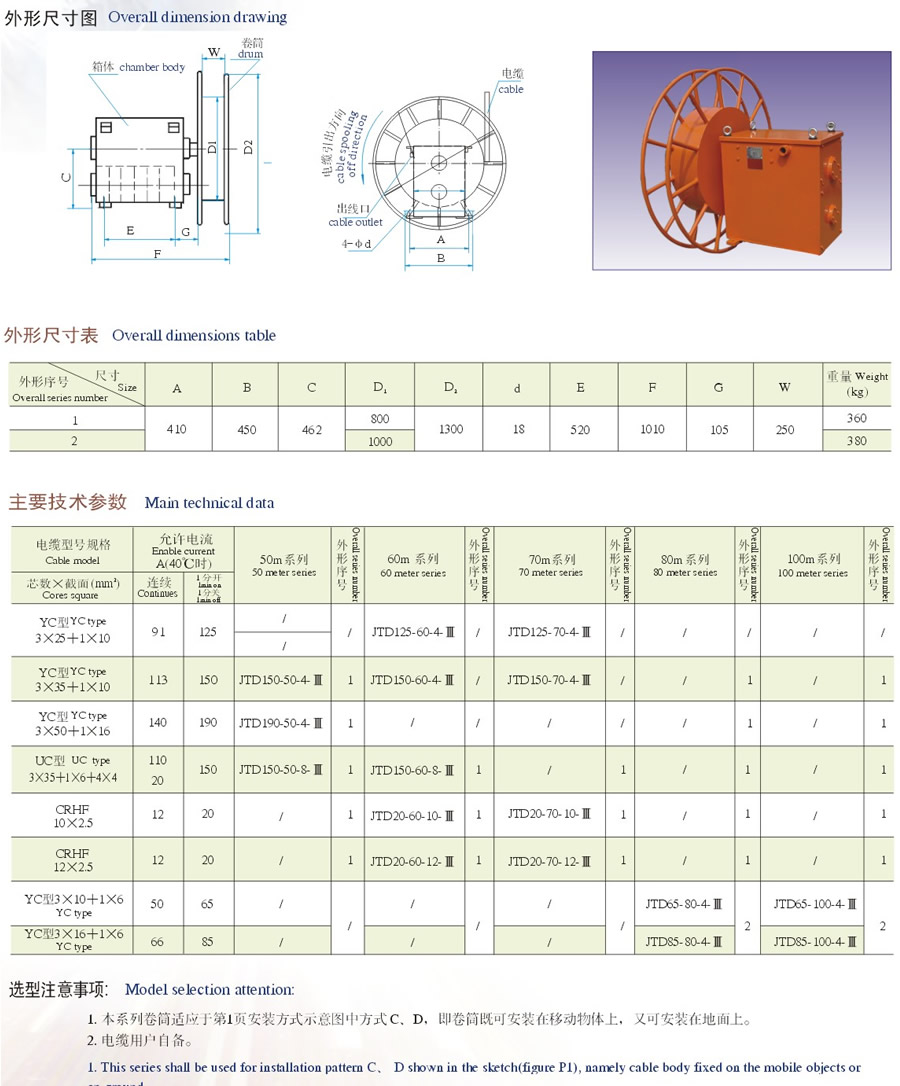 外形尺寸图 Overall dimension drawing
箱体 chamber body
W
卷筒
drum
D1
D2
C
E
G
F
电缆
cable
电缆引出方向
cable spooling
off direction
出线口
cable outlet
4-Φd
A
B
外形尺寸表 Overall dimensions table
外形序号 尺寸 Size A B C D₁ D₁ d E F G W 重量 Weight
Overall series number (kg)
1 410 450 462 800 1300 18 520 1010 105 250 360
2 1000 380
主要技术参数 Main technical data
电缆型号规格
Cable model
芯数×截面(mm²)
Cores square
允许电流
Enable current
A(40℃时)
连续
Continues
1分开
1min on
1分关
1min off
50m系列
50 meter series
外形序号 Overall series number
60m 系列
60 meter series
外形序号 Overall series number
70m系列
70 meter series
外形序号 Overall series number
80m系列
80 meter series
外形序号 Overall series number
100m系列
100 meter series
外形序号 Overall series number
YC型YC type
3×25+1×10
91 125 / / / JTD125-60-4-Ⅲ / JTD125-70-4-Ⅲ / / / / /
YC型YC type
3×35+1×10
113 150 JTD150-50-4-Ⅲ 1 JTD150-60-4-Ⅲ / JTD150-70-4-Ⅲ / / 1 / 1
YC型 YC type
3×50+1×16
140 190 JTD190-50-4-Ⅲ 1 / / / / / 1 / 1
UC型 UC type
3×35+1×6+4×4
110
20
150 JTD150-50-8-Ⅲ 1 JTD150-60-8-Ⅲ 1 / 1 / 1 / 1
CRHF
10×2.5
12 20 / 1 JTD20-60-10-Ⅲ 1 JTD20-70-10-Ⅲ 1 / 1 / 1
CRHF
12×2.5
12 20 / 1 JTD20-60-12-Ⅲ 1 JTD20-70-12-Ⅲ 1 / 1 / 1
YC型3×10+1×6
YC type
50 65 / / / / / / JTD65-80-4-Ⅲ 2 JTD65-100-4-Ⅲ 2
YC型3×16+1×6
YC type
66 85 / / / JTD85-80-4-Ⅲ JTD85-100-4-Ⅲ
选型注意事项: Model selection attention:
1. 本系列卷筒适应于第1页安装方式示意图中方式C、D，即卷筒既可安装在移动物体上，又可安装在地面上。
2. 电缆用户自备。
1. This series shall be used for installation pattern C、 D shown in the sketch(figure P1), namely cable body fixed on the mobile objects or